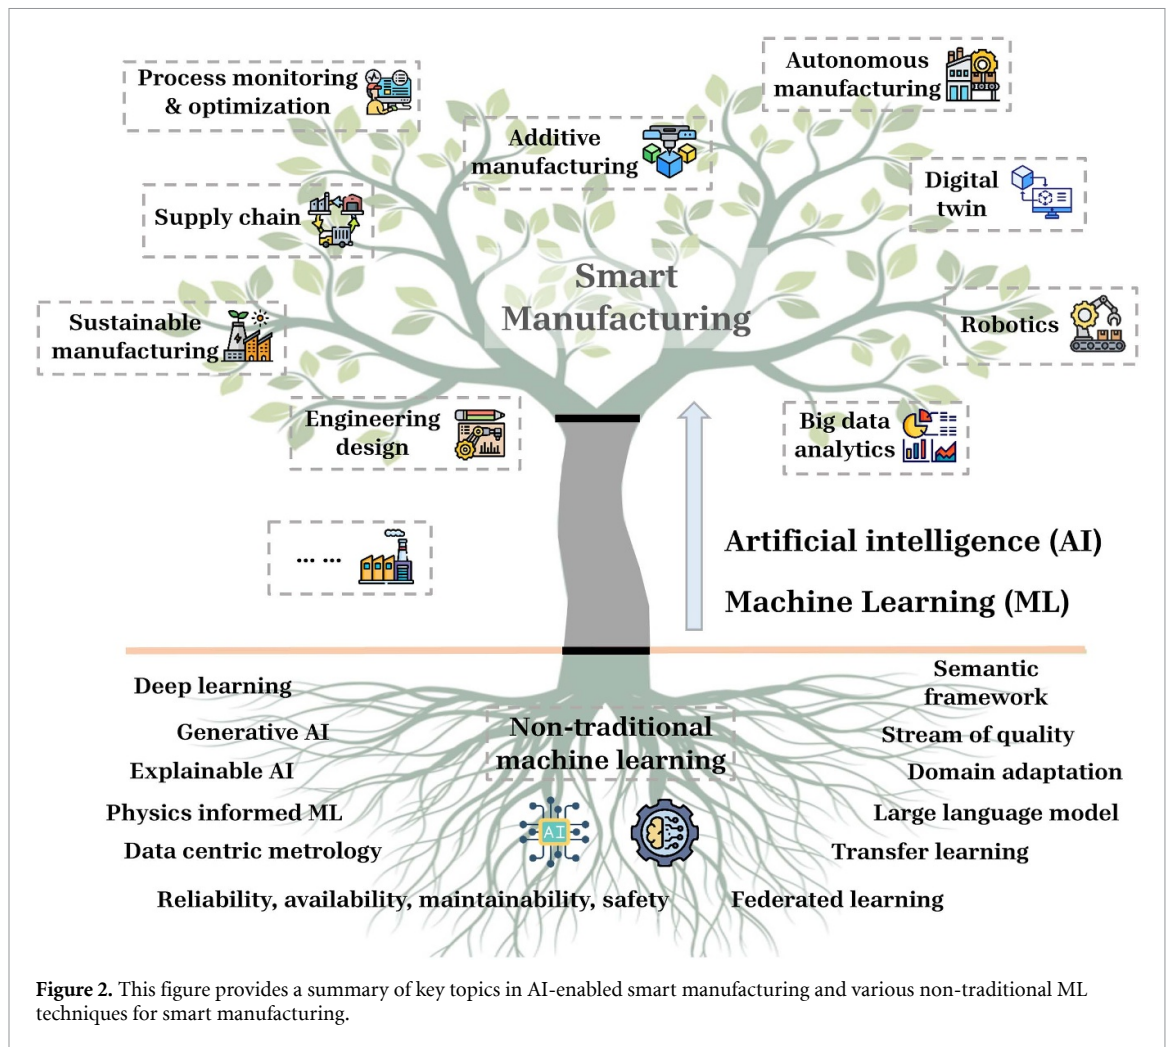 Process monitoring
& optimization
Autonomous
manufacturing
Additive
manufacturing
Digital
twin
Supply chain
Smart
Manufacturing
Sustainable
manufacturing
Robotics
Engineering
design
Big data
analytics
... ...
Artificial intelligence (AI)
Machine Learning (ML)
Deep learning
Semantic
framework
Non-traditional
machine learning
Generative AI
Stream of quality
Explainable AI
Domain adaptation
Physics informed ML
Large language model
AI
Data centric metrology
Transfer learning
Reliability, availability, maintainability, safety
Federated learning
Figure 2. This figure provides a summary of key topics in AI-enabled smart manufacturing and various non-traditional ML
techniques for smart manufacturing.